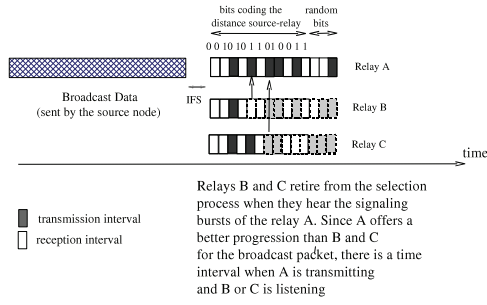 bits coding the
distance source-relay
random
bits
0 0 10 10 1 1 01 0 0 1 1
Relay A
Broadcast Data
(sent by the source node)
IFS
Relay B
Relay C
time
transmission interval
reception interval
Relays B and C retire from the selection
process when they hear the signaling
bursts of the relay A. Since A offers a
better progression than B and C
for the broadcast packet, there is a time
interval when A is transmitting
and B or C is listening